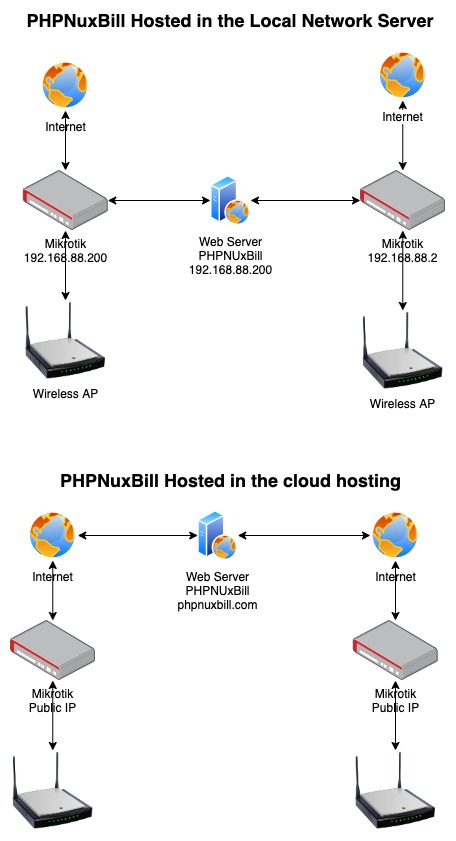 PHPNuxBill Hosted in the Local Network Server
Internet
Internet
Mikrotik
192.168.88.200
Web Server
PHPNUxBill
192.168.88.200
Mikrotik
192.168.88.2
Wireless AP
Wireless AP
PHPNuxBill Hosted in the cloud hosting
Internet
Web Server
PHPNUxBill
phpnuxbill.com
Internet
Mikrotik
Public IP
Mikrotik
Public IP